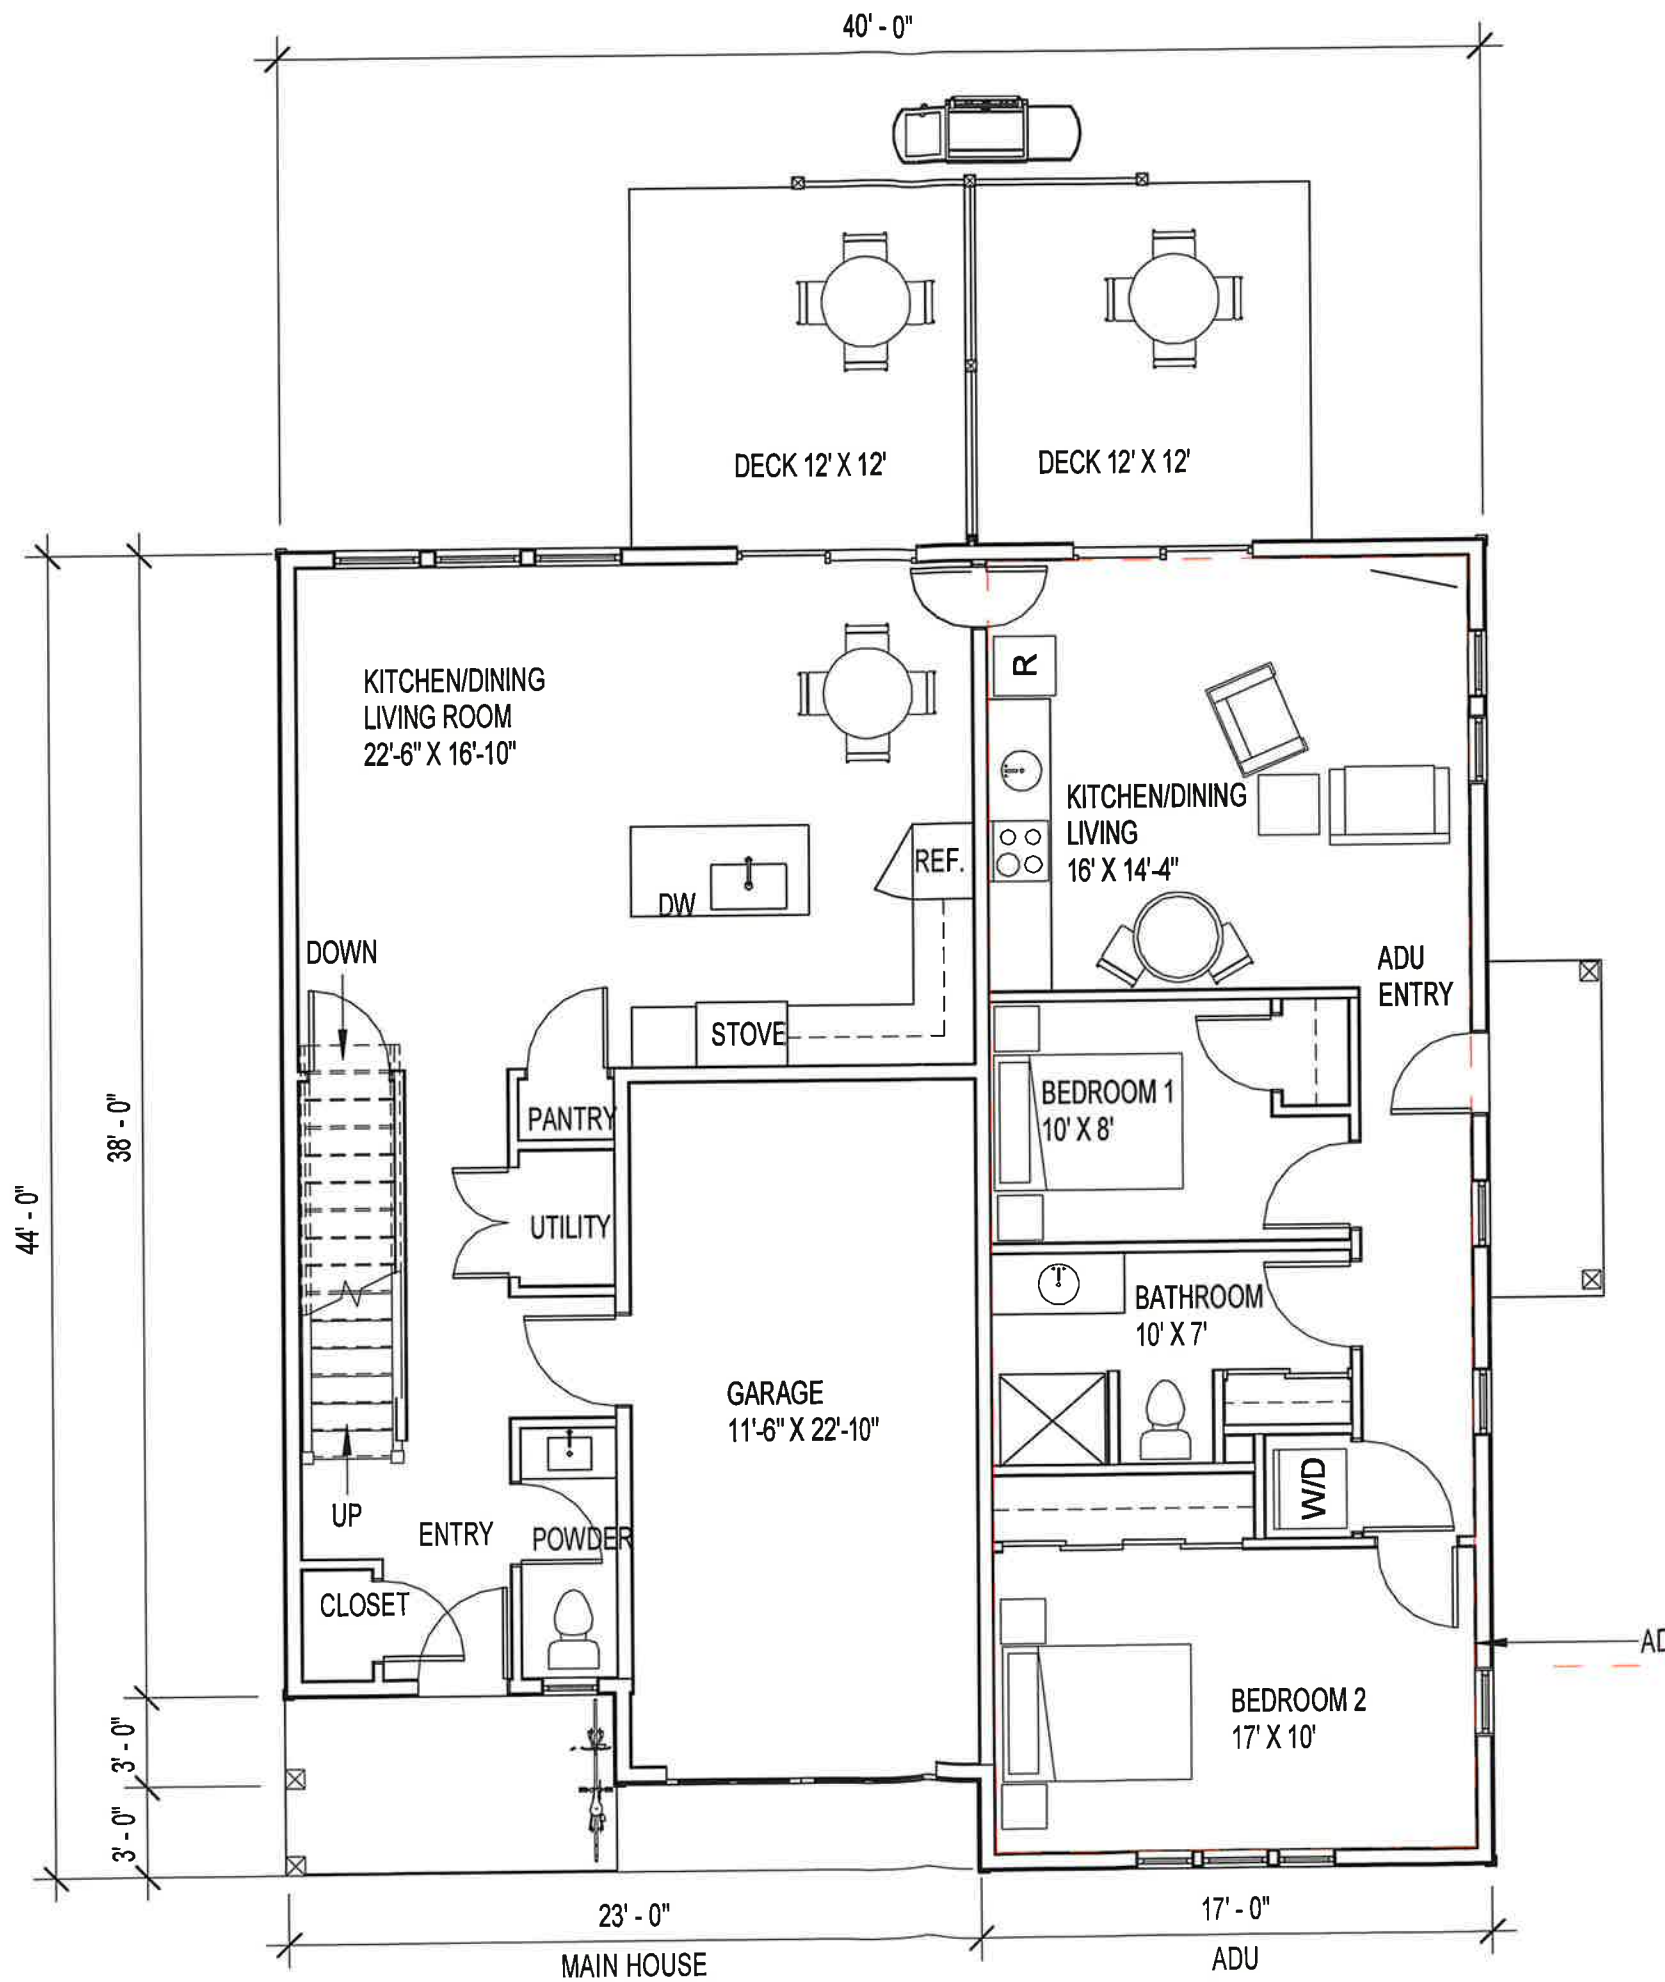 40' - 0"
DECK 12' X 12'
DECK 12' X 12'
KITCHEN/DINING
LIVING ROOM
22'-6" X 16'-10"
R
KITCHEN/DINING
LIVING
16' X 14'-4"
REF.
DW
DOWN
ADU
ENTRY
STOVE
BEDROOM 1
10' X 8'
PANTRY
38' - 0"
44' - 0"
UTILITY
BATHROOM
10' X 7'
GARAGE
11'-6" X 22'-10"
W/D
UP
ENTRY
POWDER
CLOSET
AD
BEDROOM 2
17' X 10'
3' - 0"
3' - 0"
23' - 0"
17' - 0"
MAIN HOUSE
ADU